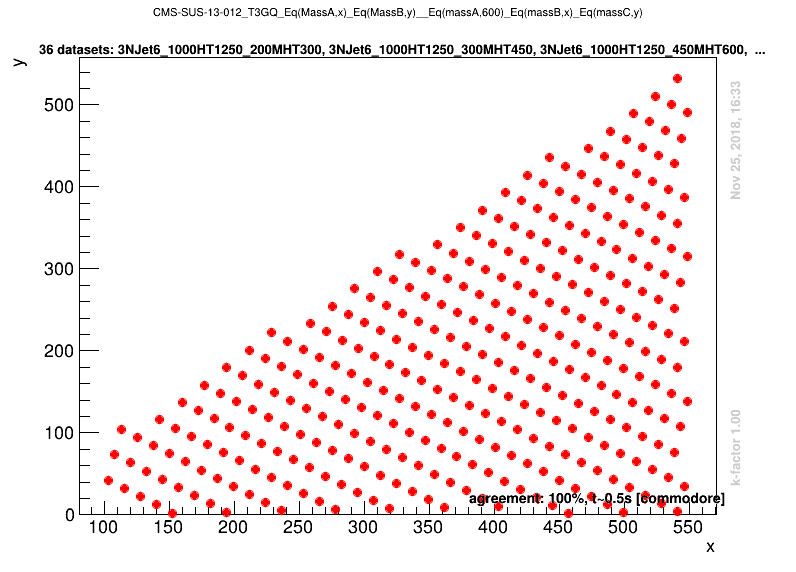 CMS-SUS-13-012_T3GQ_Eq(MassA,x)_Eq(MassB,y)__Eq(massA,600)_Eq(massB,x)_Eq(massC,y)
36 datasets: 3NJet6_1000HT1250_200MHT300, 3NJet6_1000HT1250_300MHT450, 3NJet6_1000HT1250_450MHT600, ...
y
500
400
300
200
100
0
Nov 25, 2018, 16:33
k-factor 1.00
agreement: 100%, t~0.5s [commodore]
100 150 200 250 300 350 400 450 500 550
x